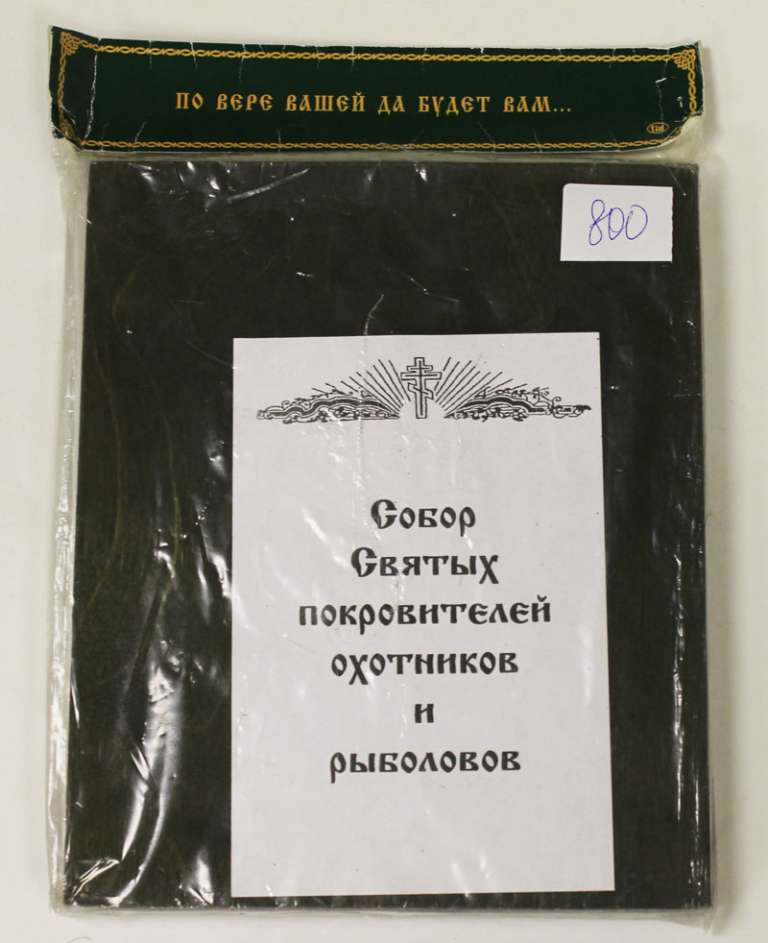 ПО ВЕРЕ ВАШЕЙ ДА БУДЕТ ВАМ...
800
Собор
Святых
покровителей
охотников
и
рыболовов